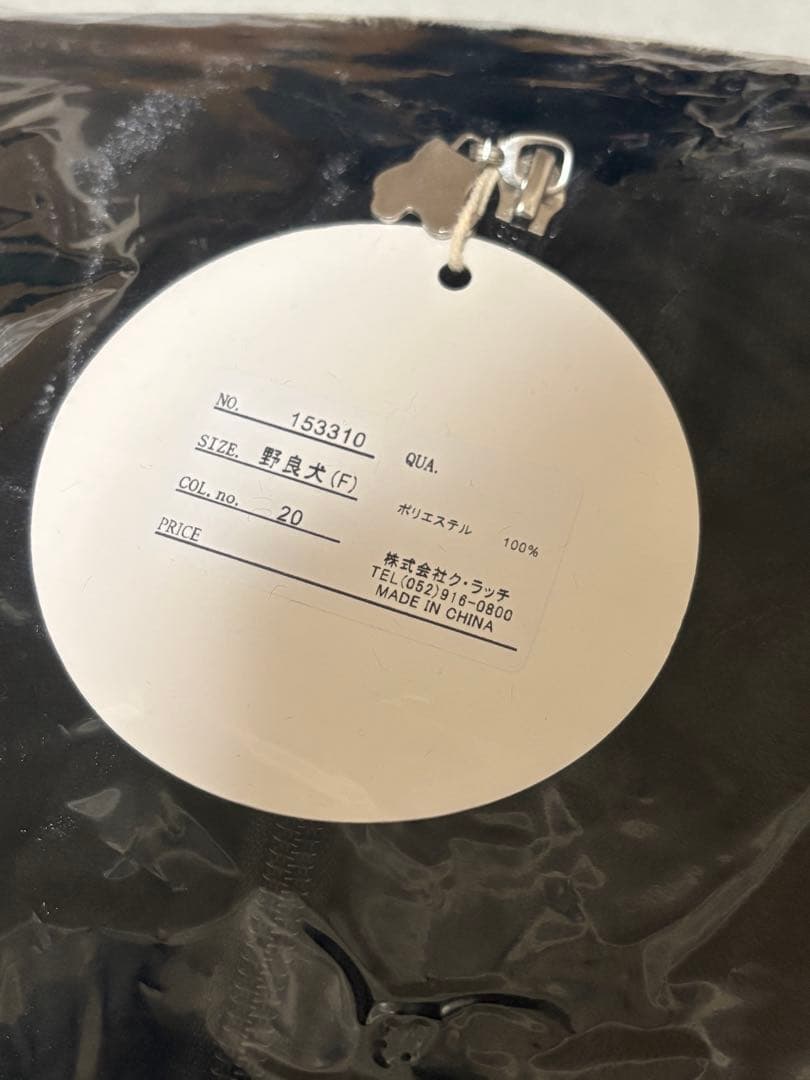 NO. 153310
SIZE. 野良犬(F)
COL. no. 20
PRICE
QUA.
ポリエステル 100%
株式会社ク・ラッチ
TEL(052)916-0800
MADE IN CHINA